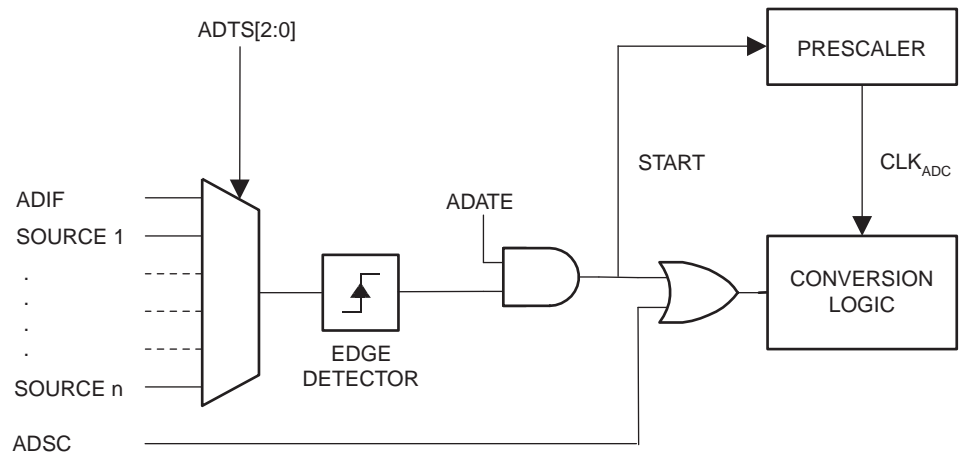 ADTS[2:0]
PRESCALER
START
CLKADC
ADIF
ADATE
SOURCE 1
.
.
.
.
CONVERSION
LOGIC
EDGE
DETECTOR
SOURCE n
ADSC